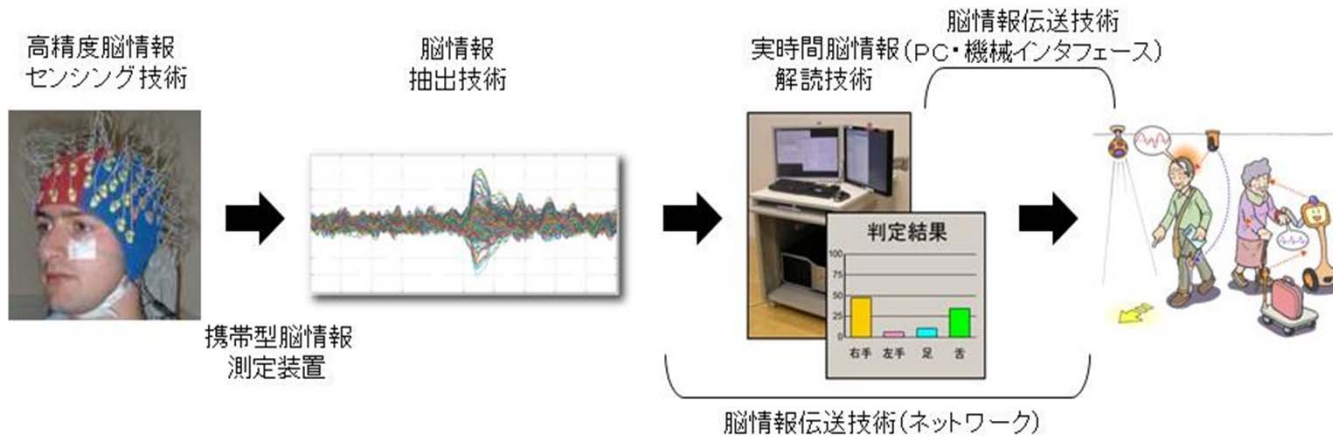 高精度脳情報
センシング技術
脳情報
抽出技術
実時間脳情報
解読技術
脳情報伝送技術
(PC・機械インタフェース)
携帯型脳情報
測定装置
判定結果
100
75
50
25
0
右手 左手 足 舌
脳情報伝送技術(ネットワーク)